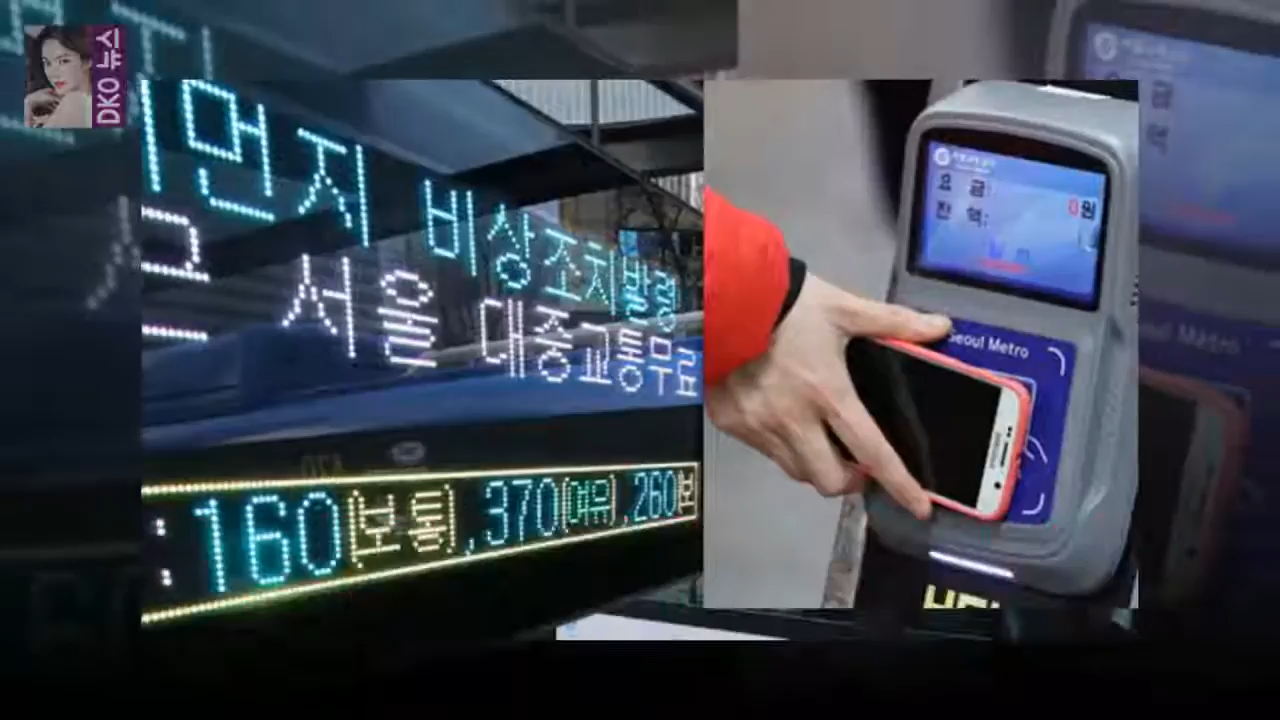 DKO 뉴스
먼지 비상조치발령
서울 대중교통무료
160(보통), 370(여유), 260(보
요 금: 0원
잔 액:
Seoul Metro